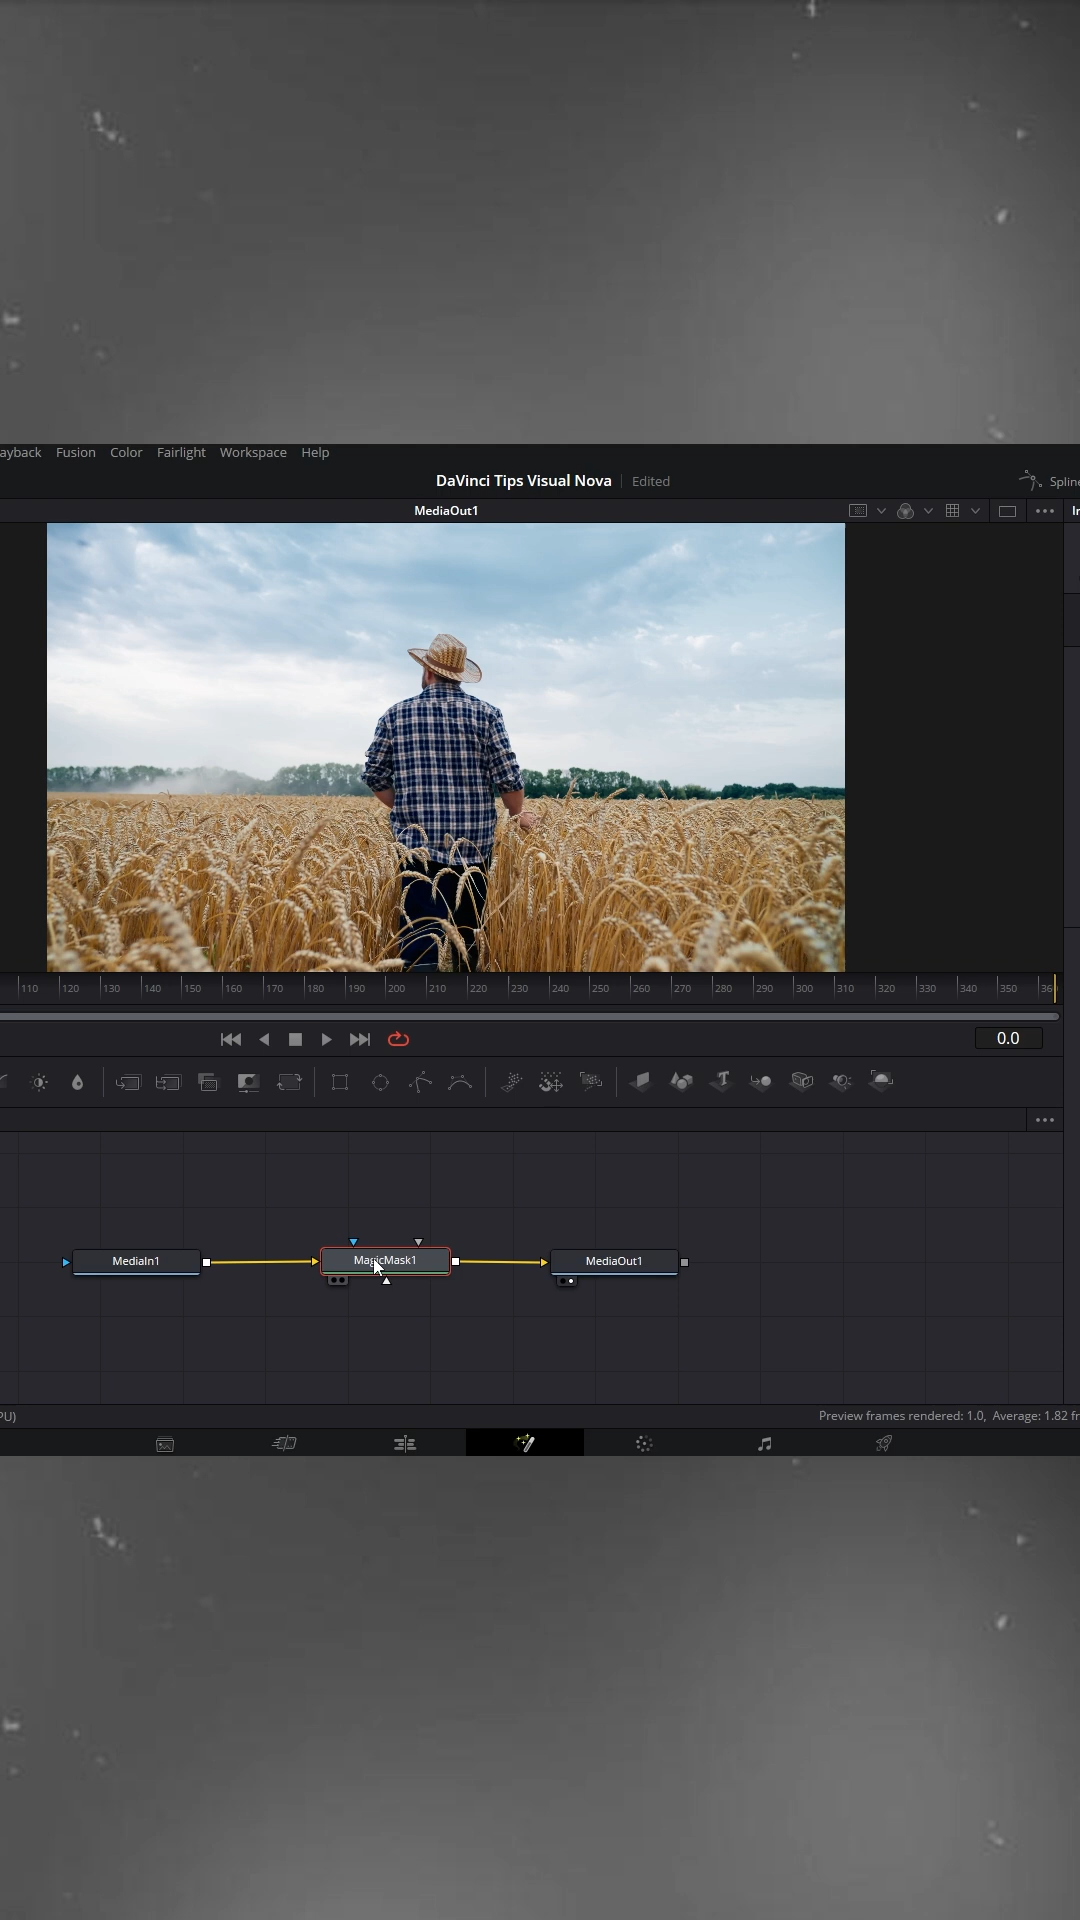 ayback Fusion Color Fairlight Workspace Help
DaVinci Tips Visual Nova Edited
Spline
MediaOut1
In
110 120 130 140 150 160 170 180 190 200 210 220 230 240 250 260 270 280 290 300 310 320 330 340 350 36
0.0
MediaIn1 MagicMask1 MediaOut1
PU) Preview frames rendered: 1.0, Average: 1.82 fr